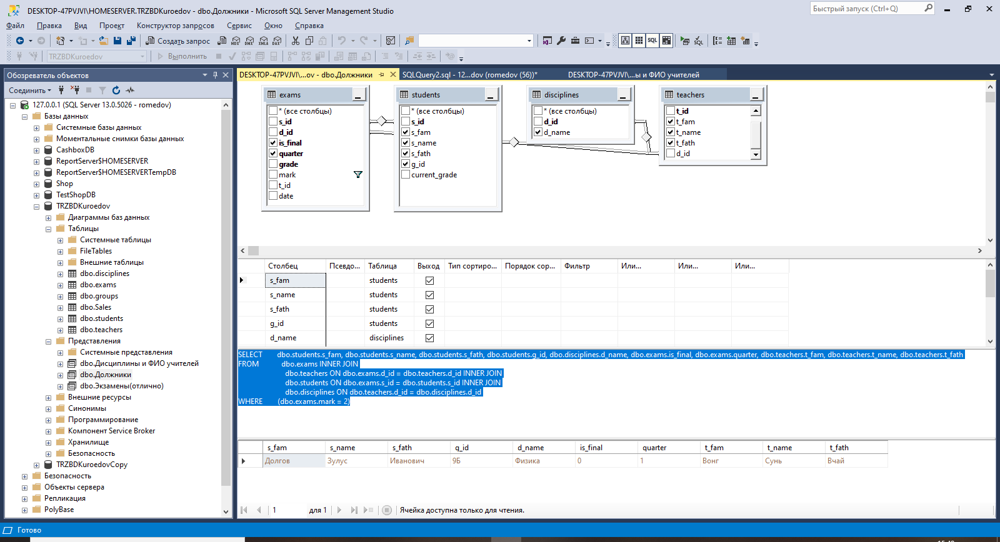 DESKTOP-47PVJVI\HOMESERVER.TRZBDKuroedov - dbo.Должники - Microsoft SQL Server Management Studio
Быстрый запуск (Ctrl+Q)
Файл Правка Вид Проект Конструктор запросов Сервис Окно Справка
Создать запрос MDX DMX XMLA DAX SQL SQL
TRZBDKuroedov Выполнить
Обозреватель объектов
DESKTOP-47PVJVI\...ov - dbo.Должники
SQLQuery2.sql - 12...dov (romedov (56))*
DESKTOP-47PVJVI\...ы и ФИО учителей
Соединить
127.0.0.1 (SQL Server 13.0.5026 - romedov)
Базы данных
Системные базы данных
Моментальные снимки базы данных
CashboxDB
ReportServer$HOMESERVER
ReportServer$HOMESERVERTempDB
Shop
TestShopDB
TRZBDKuroedov
Диаграммы баз данных
Таблицы
Системные таблицы
FileTables
Внешние таблицы
dbo.disciplines
dbo.exams
dbo.groups
dbo.Sales
dbo.students
dbo.teachers
Представления
Системные представления
dbo.Дисциплины и ФИО учителей
dbo.Должники
dbo.Экзамены(отлично)
Внешние ресурсы
Синонимы
Программирование
Компонент Service Broker
Хранилище
Безопасность
TRZBDKuroedovCopy
Безопасность
Объекты сервера
Репликация
PolyBase
exams
* (все столбцы)
s_id
d_id
is_final
quarter
grade
mark
t_id
date
students
* (все столбцы)
s_id
s_fam
s_name
s_fath
g_id
current_grade
disciplines
* (все столбцы)
d_id
d_name
teachers
t_id
t_fam
t_name
t_fath
d_id
Столбец Псевдо... Таблица Выход Тип сортиро... Порядок сор... Фильтр Или... Или... Или...
s_fam students
s_name students
s_fath students
g_id students
d_name disciplines
SELECT dbo.students.s_fam, dbo.students.s_name, dbo.students.s_fath, dbo.students.g_id, dbo.disciplines.d_name, dbo.exams.is_final, dbo.exams.quarter, dbo.teachers.t_fam, dbo.teachers.t_name, dbo.teachers.t_fath
FROM dbo.exams INNER JOIN
dbo.teachers ON dbo.exams.d_id = dbo.teachers.d_id INNER JOIN
dbo.students ON dbo.exams.s_id = dbo.students.s_id INNER JOIN
dbo.disciplines ON dbo.teachers.d_id = dbo.disciplines.d_id
WHERE (dbo.exams.mark = 2)
s_fam s_name s_fath g_id d_name is_final quarter t_fam t_name t_fath
Долгов Зулус Иванович 9Б Физика 0 1 Вонг Сунь Вчай
1 для 1 Ячейка доступна только для чтения.
Готово